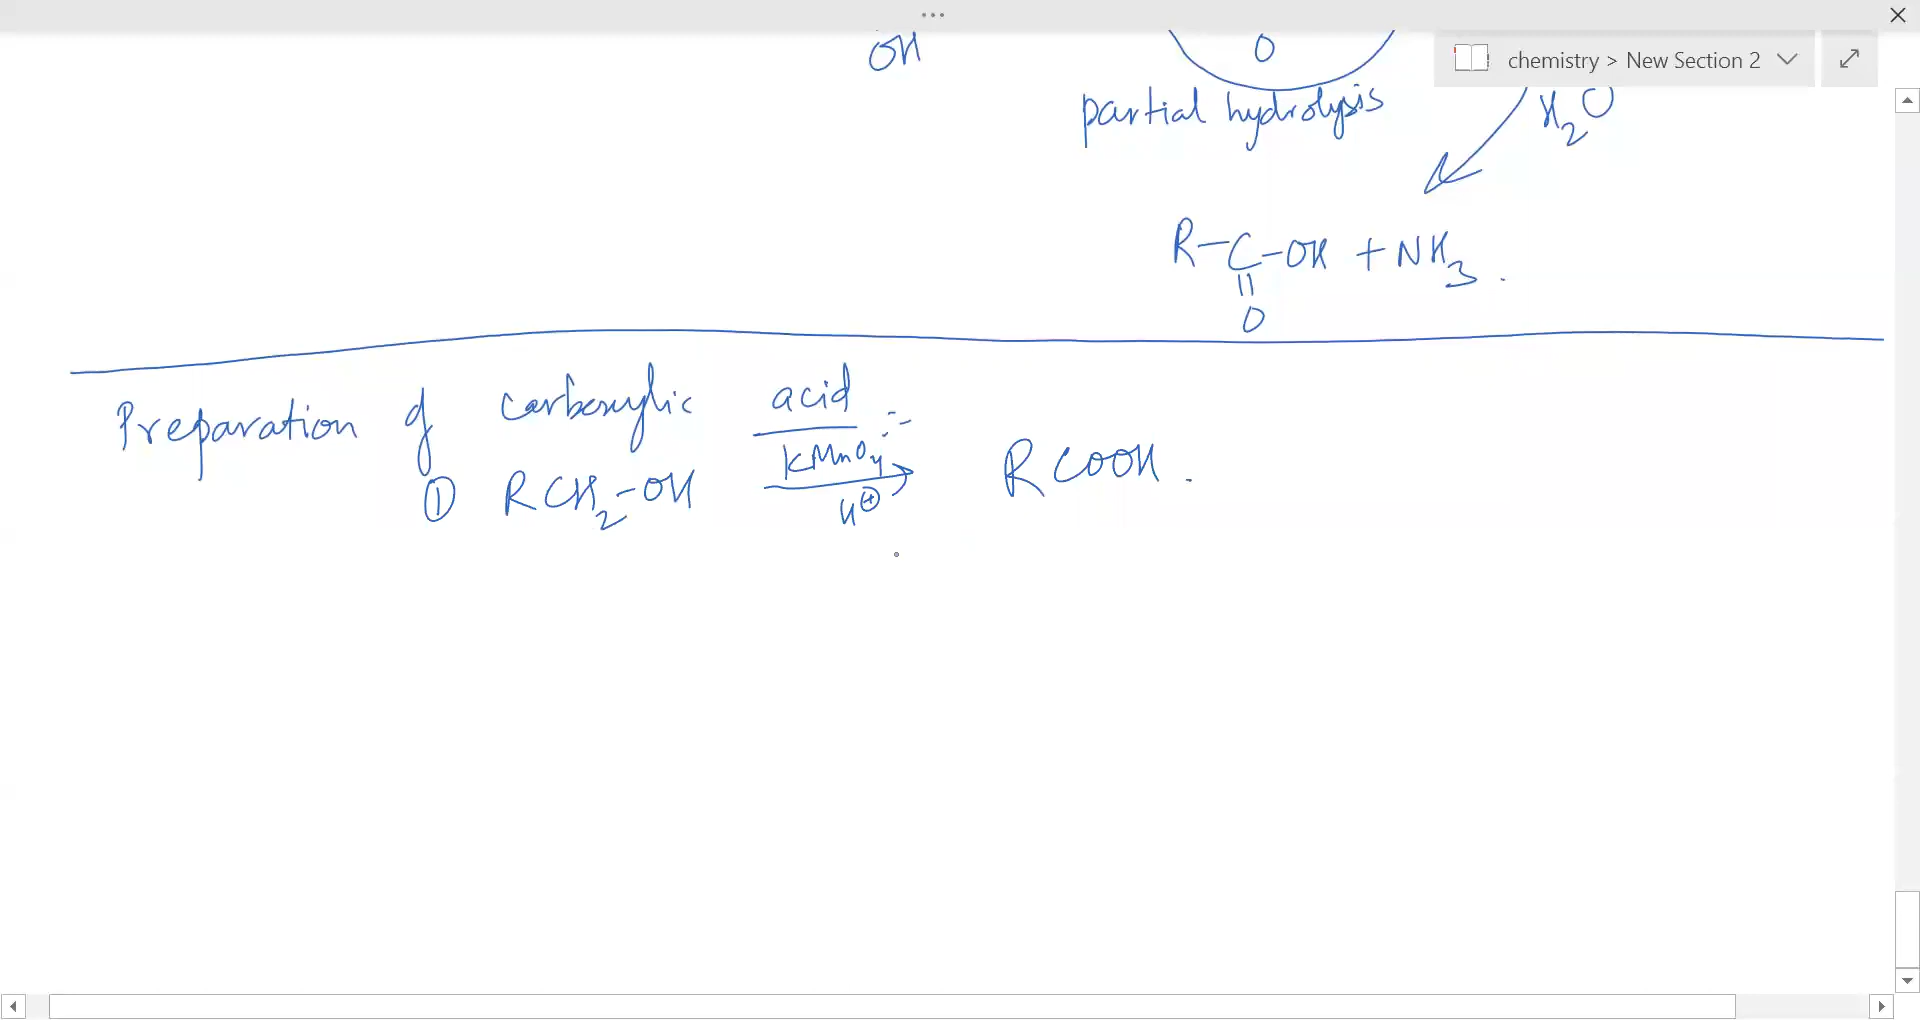 ...
OH
O
chemistry > New Section 2
partial hydrolysis
H₂O
R-C-OH + NH₃.
||
O
Preparation of carboxylic acid :-
① RCH₂-OH KMnO₄ RCOOH.
H⊕